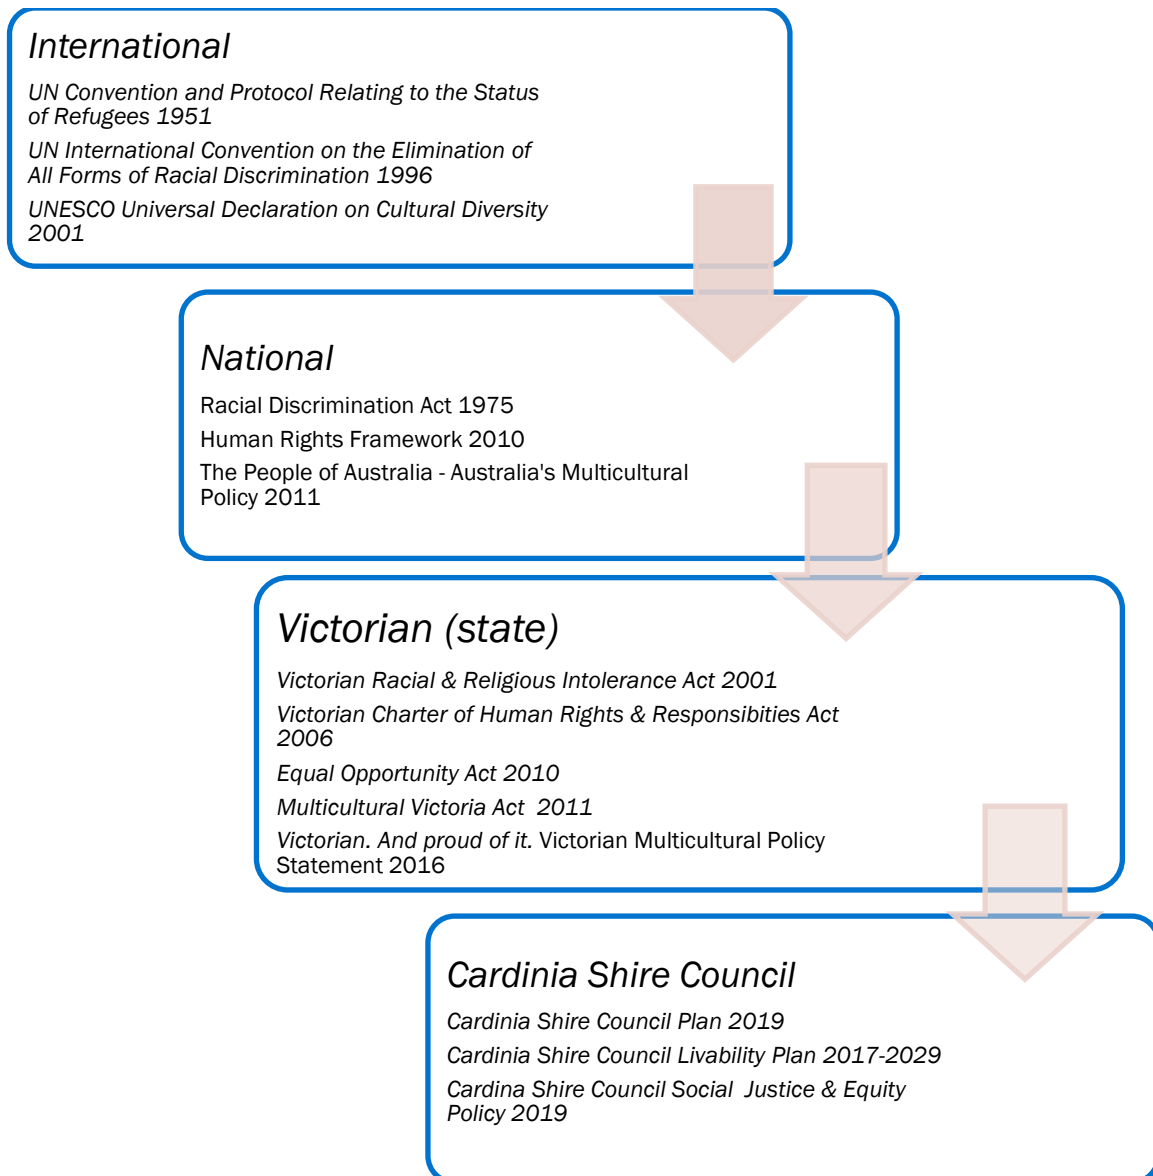 International
UN Convention and Protocol Relating to the Status
of Refugees 1951
UN International Convention on the Elimination of
All Forms of Racial Discrimination 1996
UNESCO Universal Declaration on Cultural Diversity
2001
National
Racial Discrimination Act 1975
Human Rights Framework 2010
The People of Australia - Australia's Multicultural
Policy 2011
Victorian (state)
Victorian Racial & Religious Intolerance Act 2001
Victorian Charter of Human Rights & Responsibities Act
2006
Equal Opportunity Act 2010
Multicultural Victoria Act  2011
Victorian. And proud of it. Victorian Multicultural Policy
Statement 2016
Cardinia Shire Council
Cardinia Shire Council Plan 2019
Cardinia Shire Council Livability Plan 2017-2029
Cardina Shire Council Social  Justice & Equity
Policy 2019